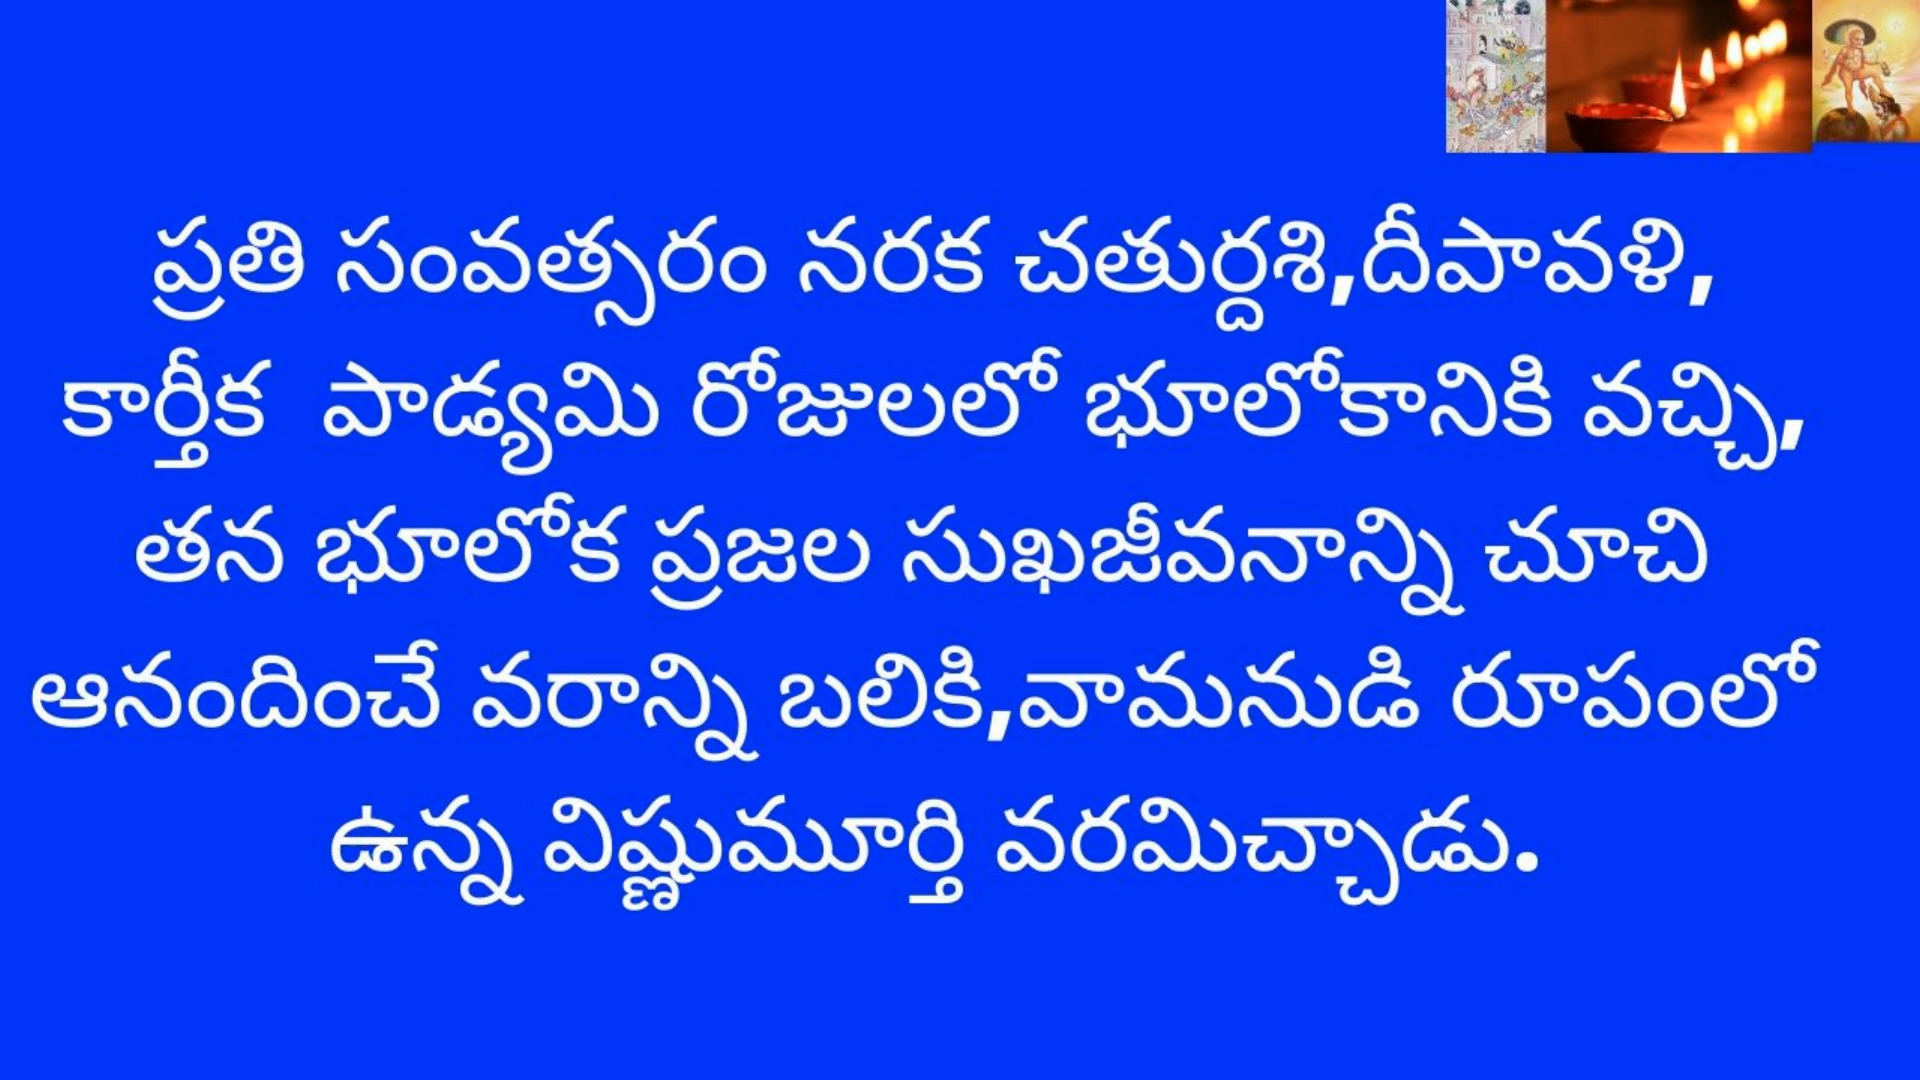 ప్రతి సంవత్సరం నరక చతుర్దశి,దీపావళి,
కార్తీక  పాడ్యమి రోజులలో భూలోకానికి వచ్చి,
తన భూలోక ప్రజల సుఖజీవనాన్ని చూచి
ఆనందించే వరాన్ని బలికి,వామనుడి రూపంలో
ఉన్న విష్ణుమూర్తి వరమిచ్చాడు.